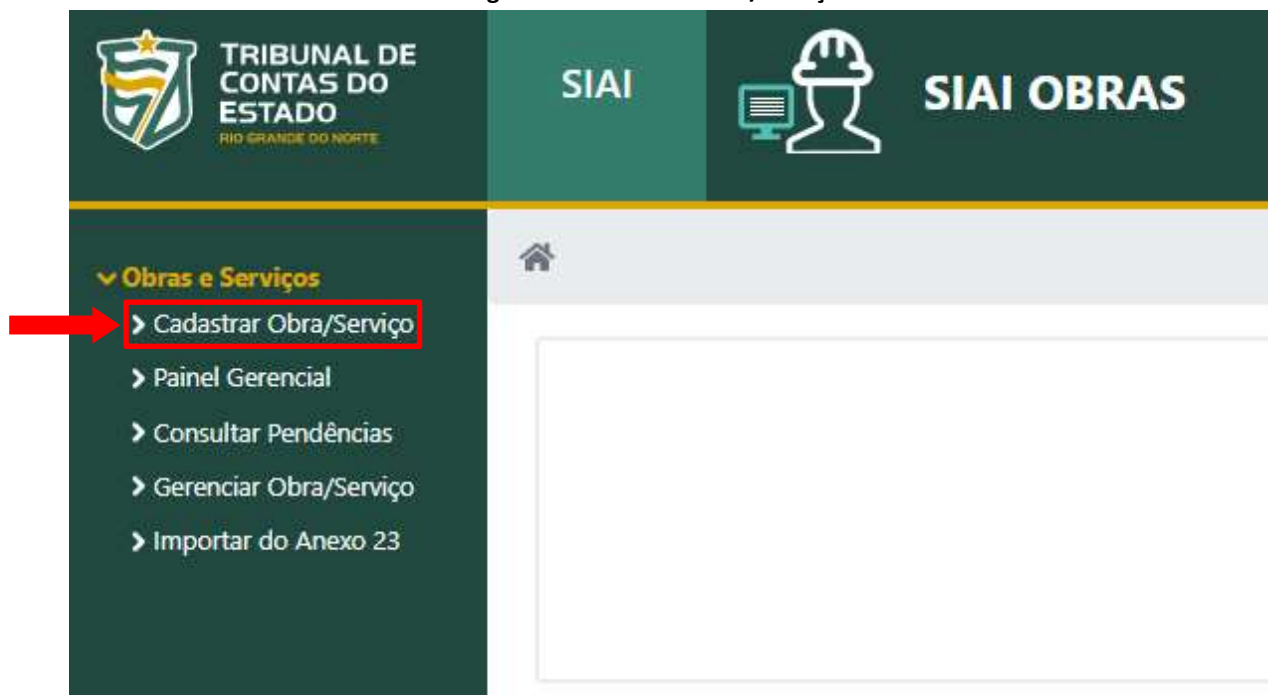 TRIBUNAL DE
CONTAS DO
ESTADO
RIO GRANDE DO NORTE
SIAI
SIAI OBRAS
Obras e Serviços
Cadastrar Obra/Serviço
Painel Gerencial
Consultar Pendências
Gerenciar Obra/Serviço
Importar do Anexo 23